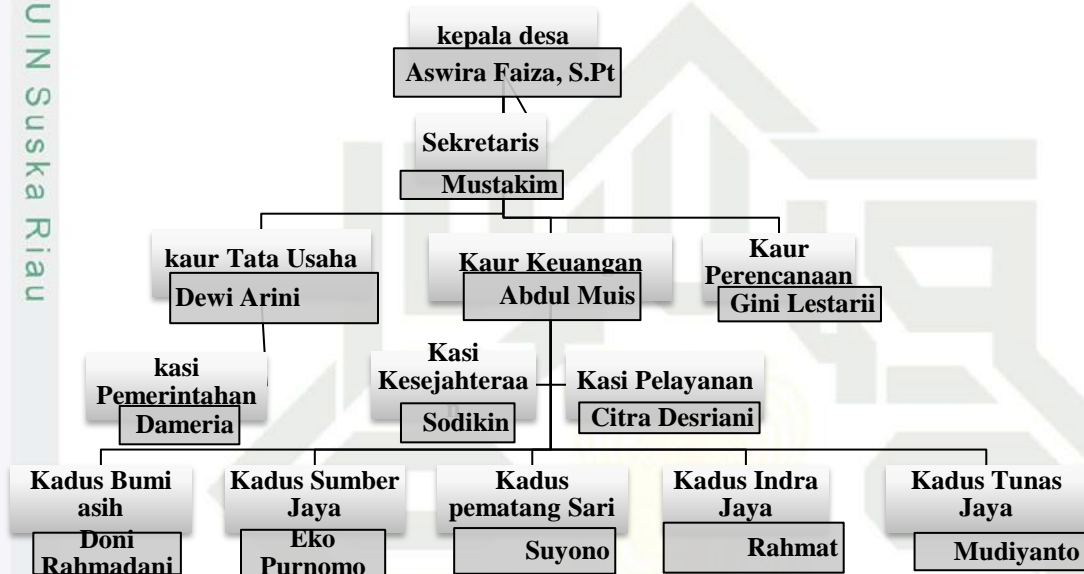 UIN Suska Riau
kepala desa
Aswira Faiza, S.Pt
Sekretaris
Mustakim
kaur Tata Usaha
Dewi Arini
Kaur Keuangan
Abdul Muis
Kaur
Perencanaan
Gini Lestarii
kasi
Pemerintahan
Dameria
Kasi
Kesejahteraa
n
Sodikin
Kasi Pelayanan
Citra Desriani
Kadus Bumi
asih
Doni
Rahmadani
Kadus Sumber
Jaya
Eko
Purnomo
Kadus
pematang Sari
Suyono
Kadus Indra
Jaya
Rahmat
Kadus Tunas
Jaya
Mudiyanto